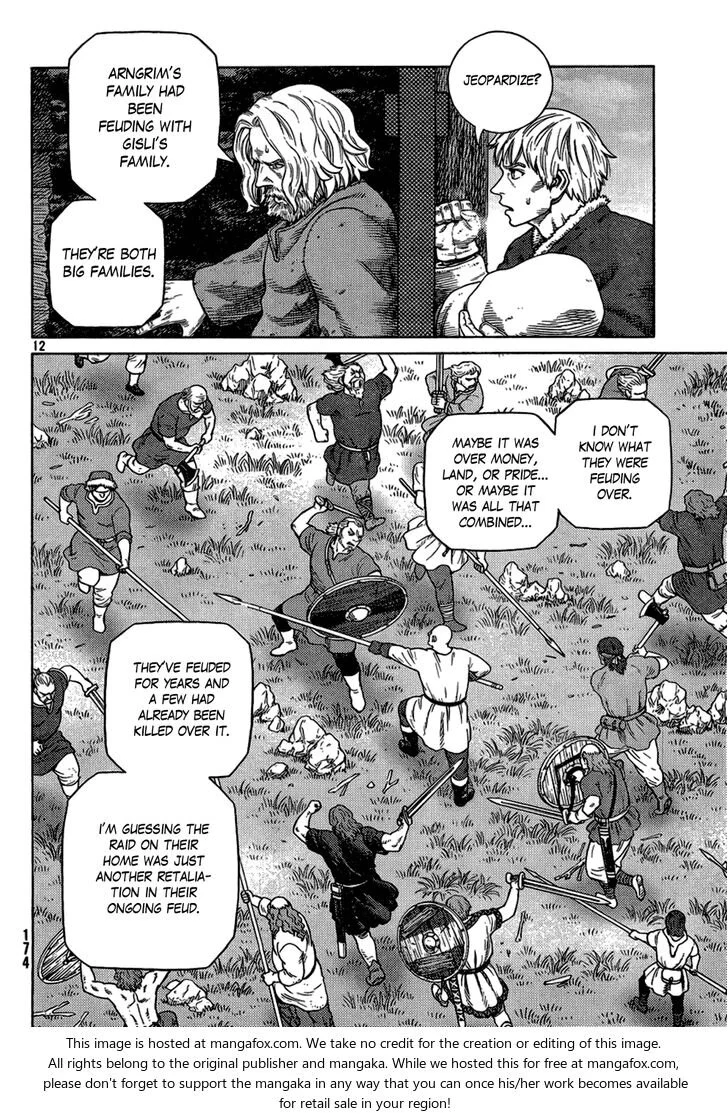 ARNGRIM'S
FAMILY HAD
BEEN
FEUDING WITH
GISLI'S
FAMILY.
THEY'RE BOTH
BIG FAMILIES.
JEOPARDIZE?
12
I DON'T
KNOW WHAT
THEY WERE
FEUDING
OVER.
MAYBE IT WAS
OVER MONEY,
LAND, OR PRIDE...
OR MAYBE IT
WAS ALL THAT
COMBINED...
THEY'VE FEUDED
FOR YEARS AND
A FEW HAD
ALREADY BEEN
KILLED OVER IT.
I'M GUESSING THE
RAID ON THEIR
HOME WAS JUST
ANOTHER RETALIA-
TION IN THEIR
ONGOING FEUD.
174
This image is hosted at mangafox.com. We take no credit for the creation or editing of this image.
All rights belong to the original publisher and mangaka. While we hosted this for free at mangafox.com,
please don't forget to support the mangaka in any way that you can once his/her work becomes available
for retail sale in your region!